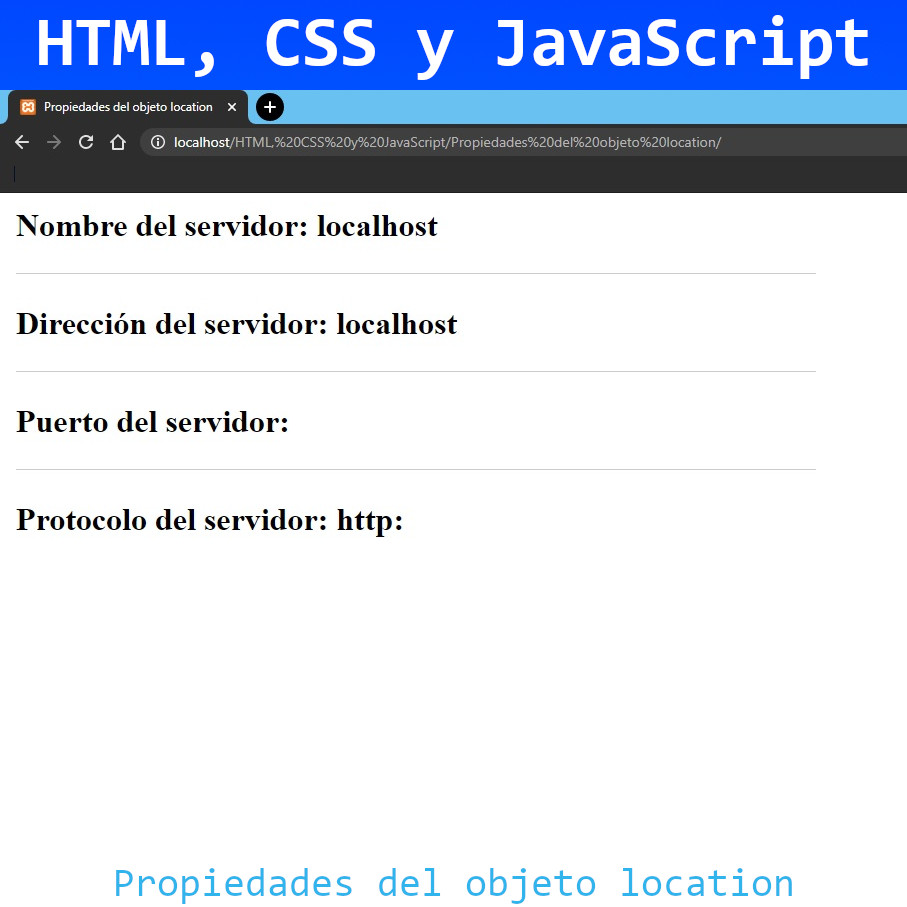 HTML, CSS y JavaScript
Propiedades del objeto location
localhost/HTML,%20CSS%20y%20JavaScript/Propiedades%20del%20objeto%20location/
Nombre del servidor: localhost
Dirección del servidor: localhost
Puerto del servidor:
Protocolo del servidor: http:
Propiedades del objeto location